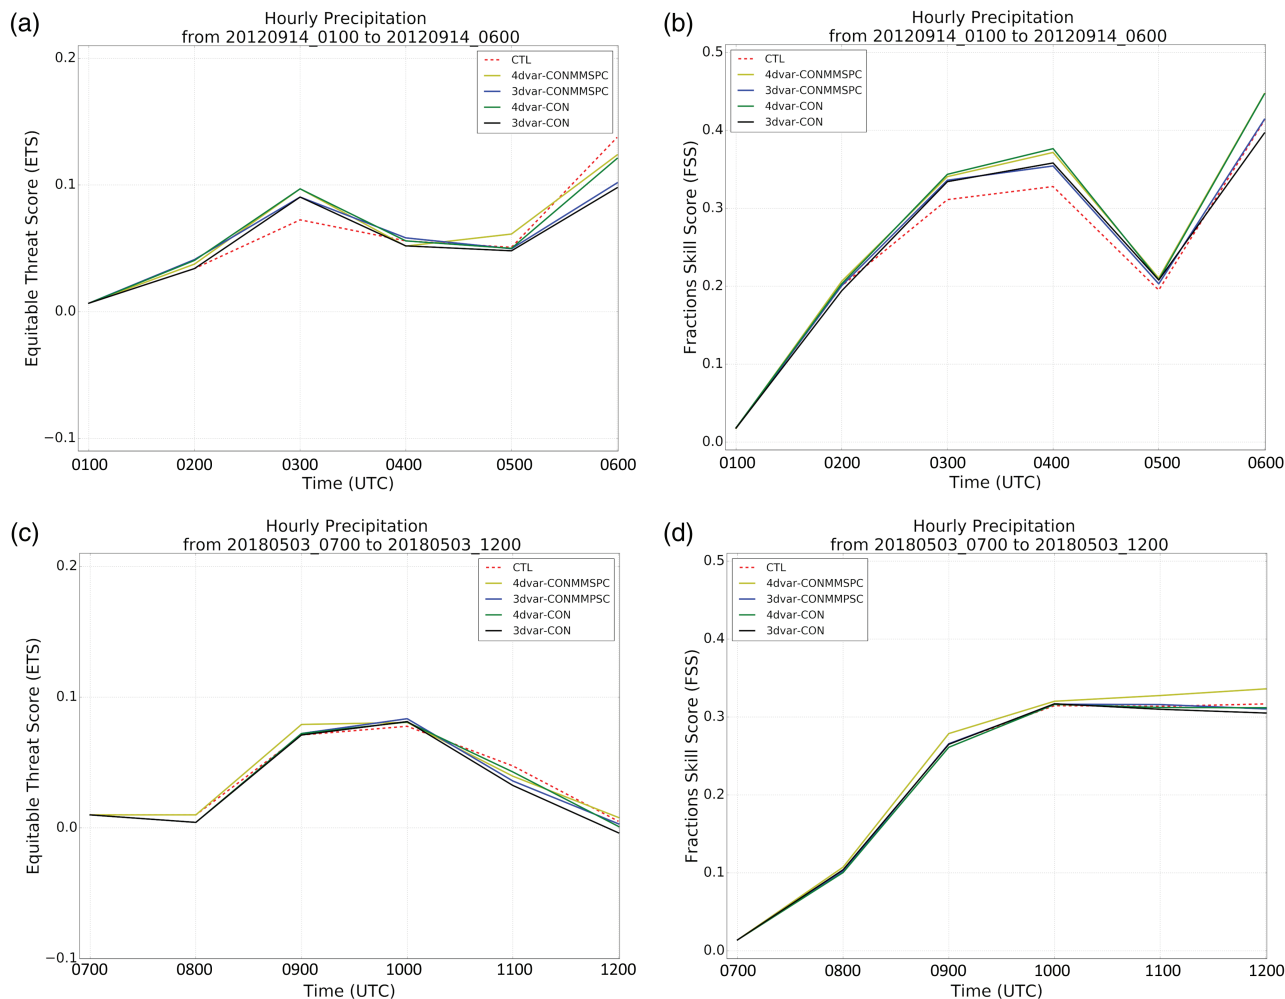 (a)
Hourly Precipitation
from 20120914_0100 to 20120914_0600
Equitable Threat Score (ETS)
0.2
0.1
0.0
−0.1
CTL
4dvar-CONMMSPC
3dvar-CONMMSPC
4dvar-CON
3dvar-CON
0100 0200 0300 0400 0500 0600
Time (UTC)
(b)
Hourly Precipitation
from 20120914_0100 to 20120914_0600
Fractions Skill Score (FSS)
0.5
0.4
0.3
0.2
0.1
0.0
CTL
4dvar-CONMMSPC
3dvar-CONMMSPC
4dvar-CON
3dvar-CON
0100 0200 0300 0400 0500 0600
Time (UTC)
(c)
Hourly Precipitation
from 20180503_0700 to 20180503_1200
Equitable Threat Score (ETS)
0.2
0.1
0.0
−0.1
CTL
4dvar-CONMMSPC
3dvar-CONMMPSC
4dvar-CON
3dvar-CON
0700 0800 0900 1000 1100 1200
Time (UTC)
(d)
Hourly Precipitation
from 20180503_0700 to 20180503_1200
Fractions Skill Score (FSS)
0.5
0.4
0.3
0.2
0.1
0.0
CTL
4dvar-CONMMSPC
3dvar-CONMMPSC
4dvar-CON
3dvar-CON
0700 0800 0900 1000 1100 1200
Time (UTC)